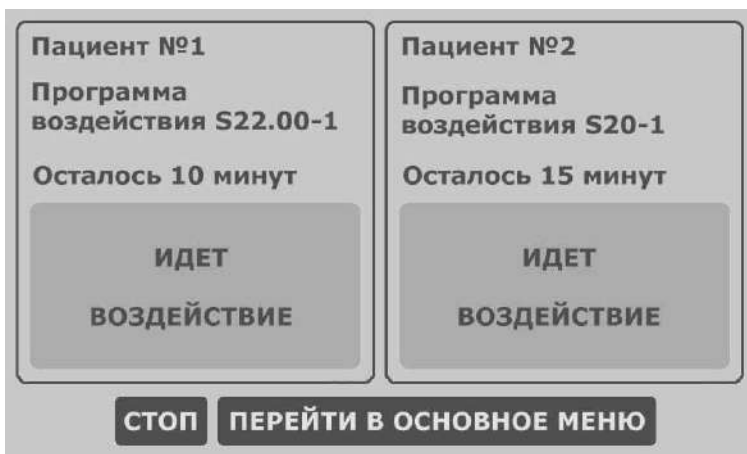 Пациент №1
Программа
воздействия S22.00-1
Осталось 10 минут
ИДЕТ
ВОЗДЕЙСТВИЕ
Пациент №2
Программа
воздействия S20-1
Осталось 15 минут
ИДЕТ
ВОЗДЕЙСТВИЕ
СТОП
ПЕРЕЙТИ В ОСНОВНОЕ МЕНЮ